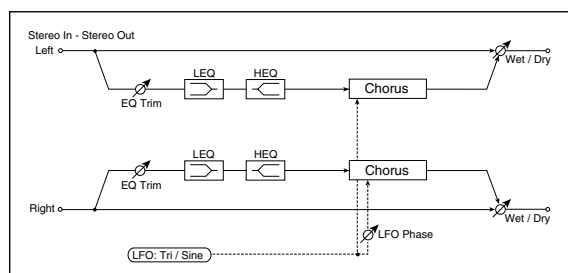 Stereo In - Stereo Out
Left
Wet / Dry
LEQ
HEQ
EQ Trim
Chorus
Chorus
EQ Trim
LEQ
HEQ
Right
Wet / Dry
LFO Phase
LFO: Tri / Sine